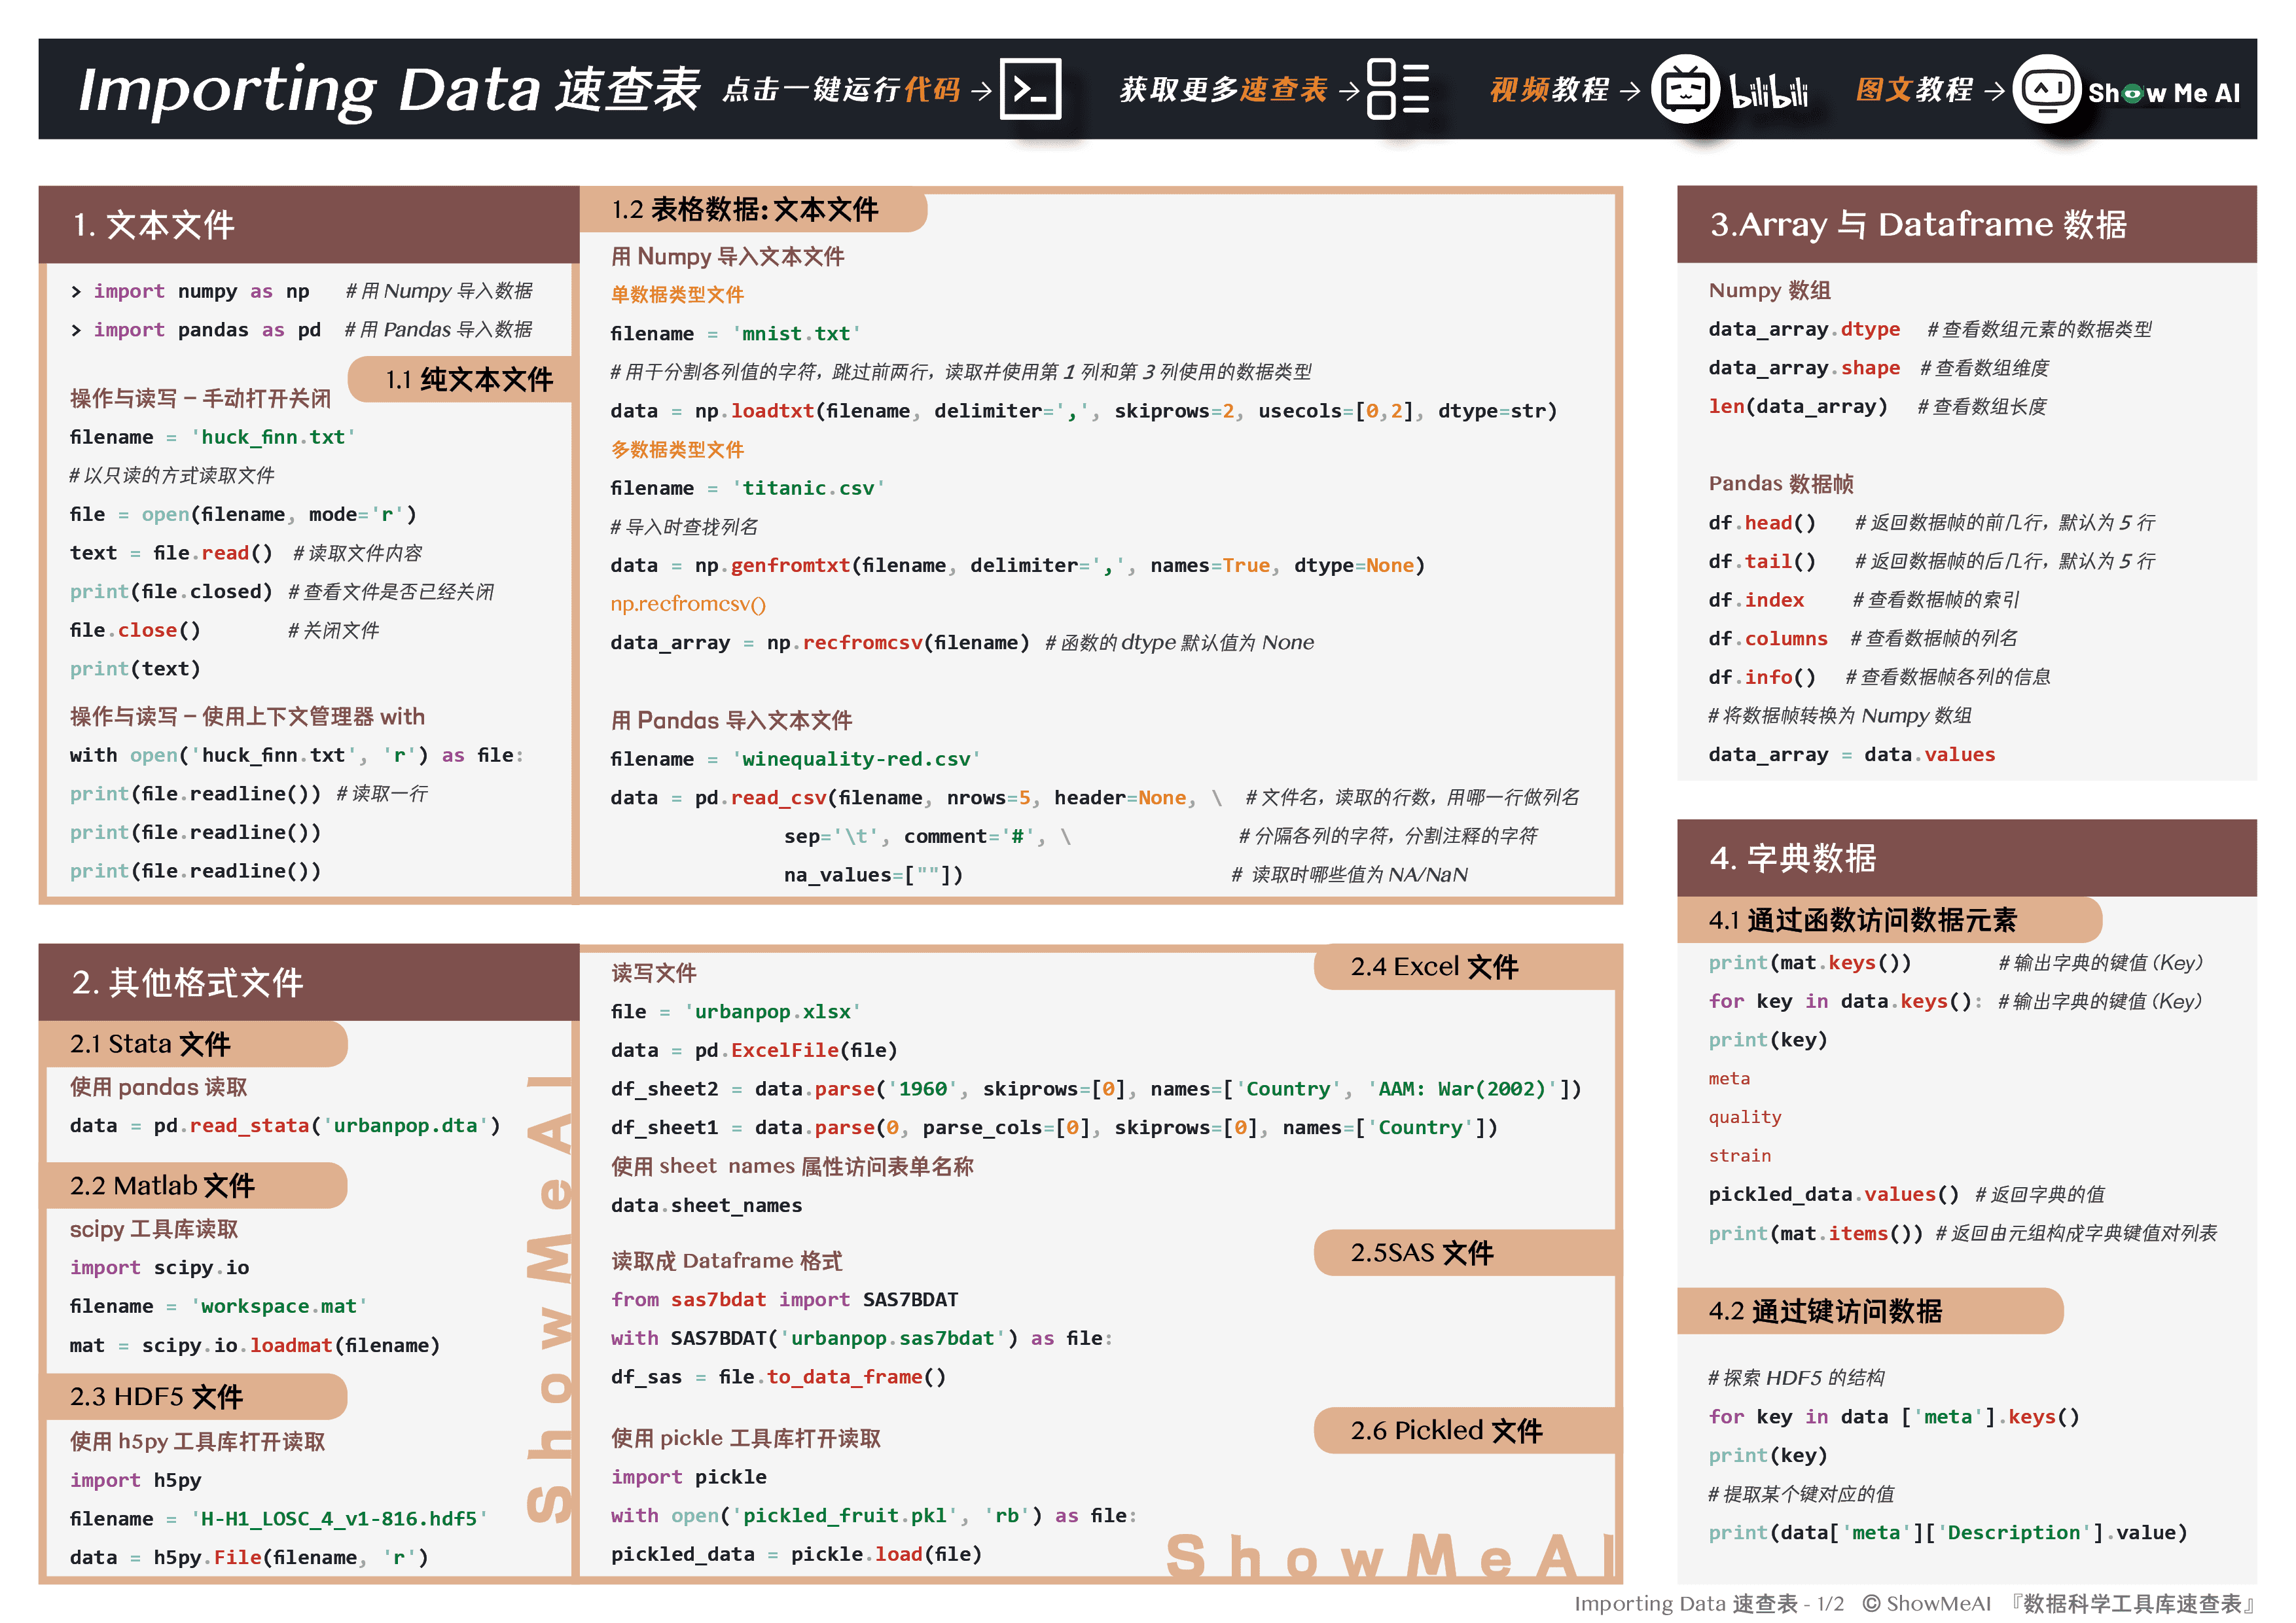 Importing Data 速查表 点击一键运行代码→ 获取更多速查表→ 视频教程→ bilibili 图文教程→ Show Me AI
1. 文本文件
> import numpy as np # 用 Numpy 导入数据
> import pandas as pd # 用 Pandas 导入数据
1.1 纯文本文件
操作与读写 – 手动打开关闭
filename = 'huck_finn.txt'
# 以只读的方式读取文件
file = open(filename, mode='r')
text = file.read() # 读取文件内容
print(file.closed) # 查看文件是否已经关闭
file.close() # 关闭文件
print(text)
操作与读写 – 使用上下文管理器 with
with open('huck_finn.txt', 'r') as file:
print(file.readline()) # 读取一行
print(file.readline())
print(file.readline())
1.2 表格数据: 文本文件
用 Numpy 导入文本文件
单数据类型文件
filename = 'mnist.txt'
# 用于分割各列值的字符，跳过前两行，读取并使用第 1 列和第 3 列使用的数据类型
data = np.loadtxt(filename, delimiter=',', skiprows=2, usecols=[0,2], dtype=str)
多数据类型文件
filename = 'titanic.csv'
# 导入时查找列名
data = np.genfromtxt(filename, delimiter=',', names=True, dtype=None)
np.recfromcsv()
data_array = np.recfromcsv(filename) # 函数的 dtype 默认值为 None
用 Pandas 导入文本文件
filename = 'winequality-red.csv'
data = pd.read_csv(filename, nrows=5, header=None, \ # 文件名，读取的行数，用哪一行做列名
sep='\t', comment='#', \ # 分隔各列的字符，分割注释的字符
na_values=[""]) # 读取时哪些值为 NA/NaN
2. 其他格式文件
2.1 Stata 文件
使用 pandas 读取
data = pd.read_stata('urbanpop.dta')
2.2 Matlab 文件
scipy 工具库读取
import scipy.io
filename = 'workspace.mat'
mat = scipy.io.loadmat(filename)
2.3 HDF5 文件
使用 h5py 工具库打开读取
import h5py
filename = 'H-H1_LOSC_4_v1-816.hdf5'
data = h5py.File(filename, 'r')
ShowMeAI
2.4 Excel 文件
读写文件
file = 'urbanpop.xlsx'
data = pd.ExcelFile(file)
df_sheet2 = data.parse('1960', skiprows=[0], names=['Country', 'AAM: War(2002)'])
df_sheet1 = data.parse(0, parse_cols=[0], skiprows=[0], names=['Country'])
使用 sheet names 属性访问表单名称
data.sheet_names
2.5SAS 文件
读取成 Dataframe 格式
from sas7bdat import SAS7BDAT
with SAS7BDAT('urbanpop.sas7bdat') as file:
df_sas = file.to_data_frame()
2.6 Pickled 文件
使用 pickle 工具库打开读取
import pickle
with open('pickled_fruit.pkl', 'rb') as file:
pickled_data = pickle.load(file)
ShowMeAI
3.Array 与 Dataframe 数据
Numpy 数组
data_array.dtype # 查看数组元素的数据类型
data_array.shape # 查看数组维度
len(data_array) # 查看数组长度
Pandas 数据帧
df.head() # 返回数据帧的前几行，默认为 5 行
df.tail() # 返回数据帧的后几行，默认为 5 行
df.index # 查看数据帧的索引
df.columns # 查看数据帧的列名
df.info() # 查看数据帧各列的信息
# 将数据帧转换为 Numpy 数组
data_array = data.values
4. 字典数据
4.1 通过函数访问数据元素
print(mat.keys()) # 输出字典的键值 (Key)
for key in data.keys(): # 输出字典的键值 (Key)
print(key)
meta
quality
strain
pickled_data.values() # 返回字典的值
print(mat.items()) # 返回由元组构成字典键值对列表
4.2 通过键访问数据
# 探索 HDF5 的结构
for key in data ['meta'].keys()
print(key)
# 提取某个键对应的值
print(data['meta']['Description'].value)
Importing Data 速查表 - 1/2 © ShowMeAI 『数据科学工具库速查表』